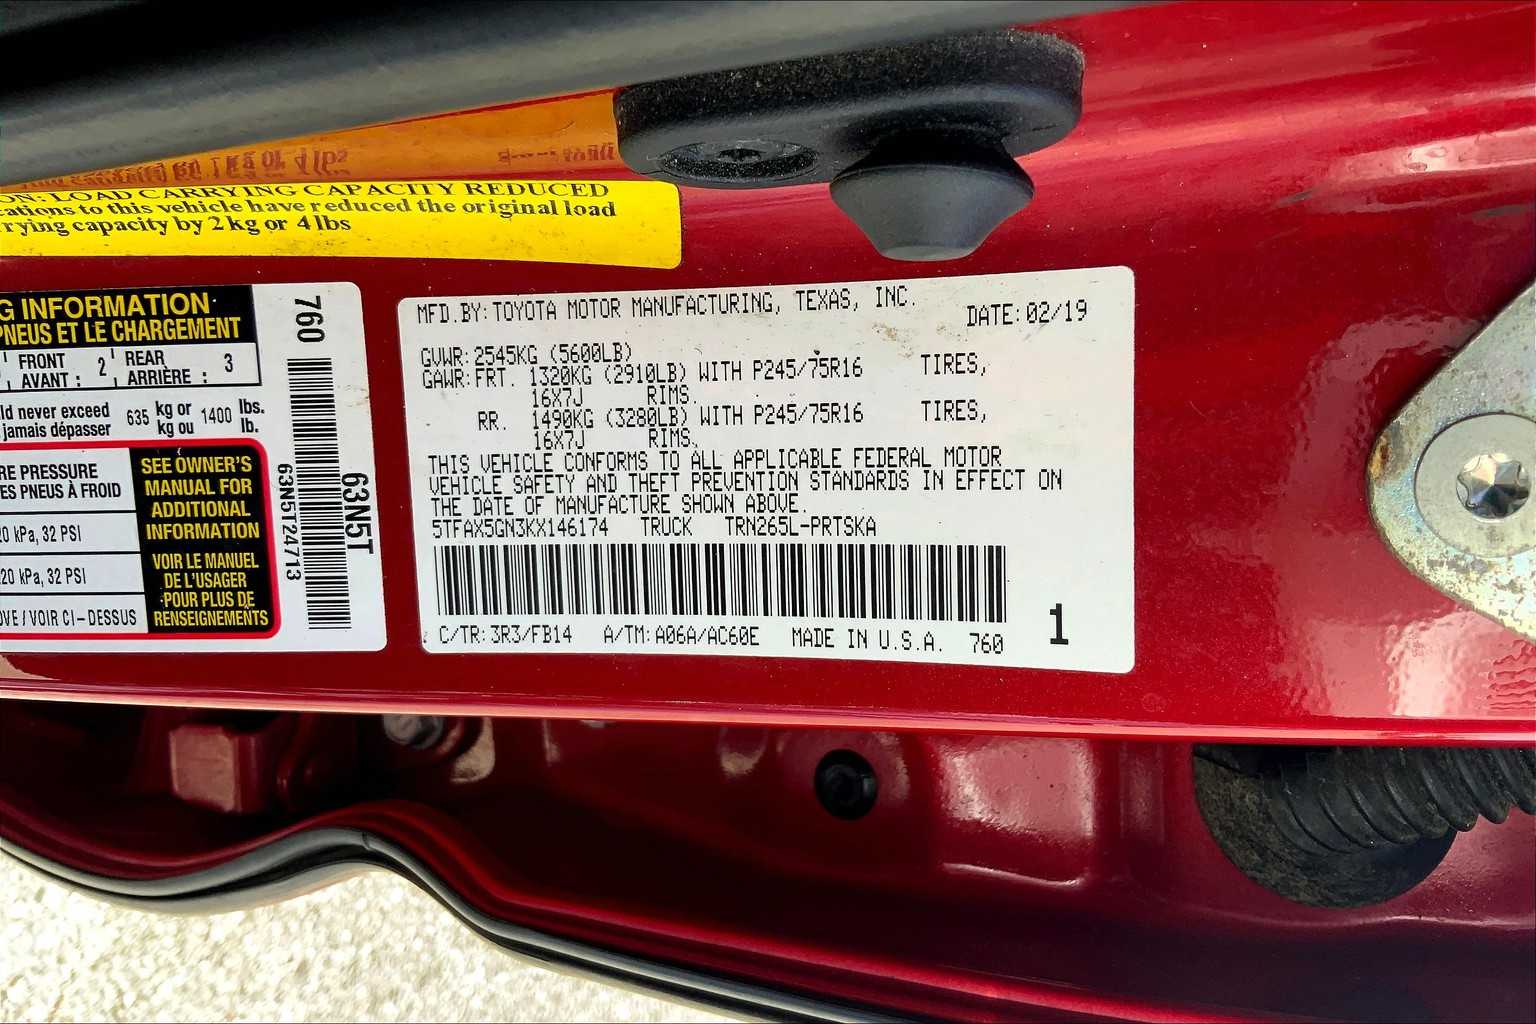 ON: LOAD CARRYING CAPACITY REDUCED
cations to this vehicle have reduced the original load
rrying capacity by 2 kg or 4 lbs
G INFORMATION
PNEUS ET LE CHARGEMENT
FRONT
AVANT : 2
REAR
ARRIÈRE : 3
ld never exceed
jamais dépasser
635 kg or
kg ou
1400 lbs.
lb.
RE PRESSURE
ES PNEUS À FROID
20 kPa, 32 PSI
20 kPa, 32 PSI
OVE / VOIR CI-DESSUS
SEE OWNER'S
MANUAL FOR
ADDITIONAL
INFORMATION
VOIR LE MANUEL
DE L'USAGER
POUR PLUS DE
RENSEIGNEMENTS
760
63N5T24713
63N5T
MFD.BY:TOYOTA MOTOR MANUFACTURING, TEXAS, INC.
DATE:02/19
GVWR:2545KG (5600LB)
GAWR:FRT. 1320KG (2910LB) WITH P245/75R16 TIRES,
16X7J RIMS.
RR. 1490KG (3280LB) WITH P245/75R16 TIRES,
16X7J RIMS.
THIS VEHICLE CONFORMS TO ALL APPLICABLE FEDERAL MOTOR
VEHICLE SAFETY AND THEFT PREVENTION STANDARDS IN EFFECT ON
THE DATE OF MANUFACTURE SHOWN ABOVE.
5TFAX5GN3KX146174 TRUCK TRN265L-PRTSKA
C/TR:3R3/FB14 A/TM:A06A/AC60E MADE IN U.S.A. 760
1